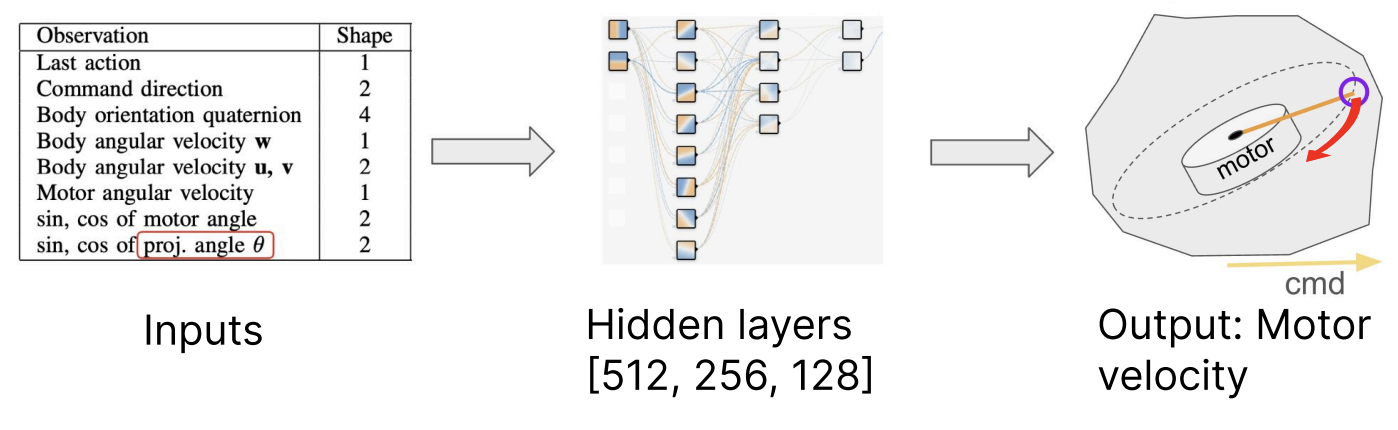 Observation Shape
Last action 1
Command direction 2
Body orientation quaternion 4
Body angular velocity w 1
Body angular velocity u, v 2
Motor angular velocity 1
sin, cos of motor angle 2
sin, cos of proj. angle θ 2
Inputs
Hidden layers
[512, 256, 128]
motor
cmd
Output: Motor
velocity